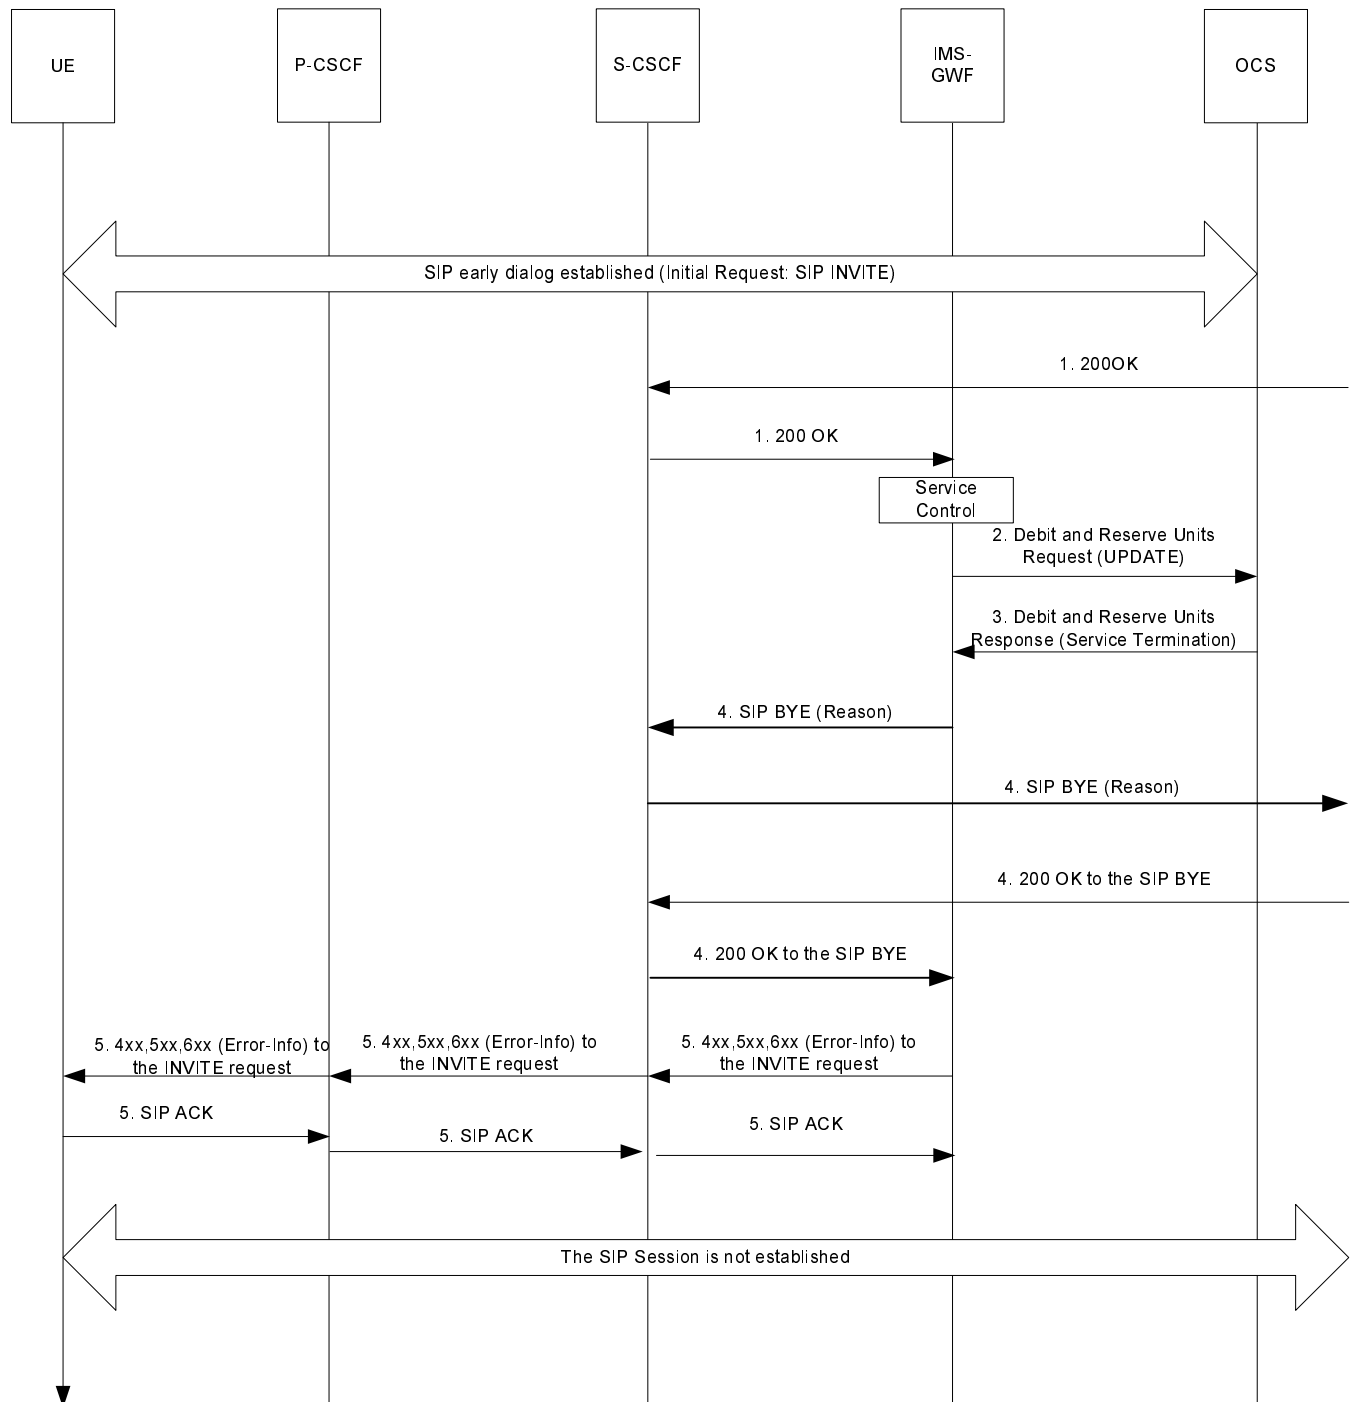 UE
P-CSCF
S-CSCF
IMS-
GWF
OCS
SIP early dialog established (Initial Request: SIP INVITE)
1. 200OK
1. 200 OK
Service
Control
2. Debit and Reserve Units
Request (UPDATE)
3. Debit and Reserve Units
Response (Service Termination)
4. SIP BYE (Reason)
4. SIP BYE (Reason)
4. 200 OK to the SIP BYE
4. 200 OK to the SIP BYE
5. 4xx,5xx,6xx (Error-Info) to
the INVITE request
5. 4xx,5xx,6xx (Error-Info) to
the INVITE request
5. 4xx,5xx,6xx (Error-Info) to
the INVITE request
5. SIP ACK
5. SIP ACK
5. SIP ACK
The SIP Session is not established